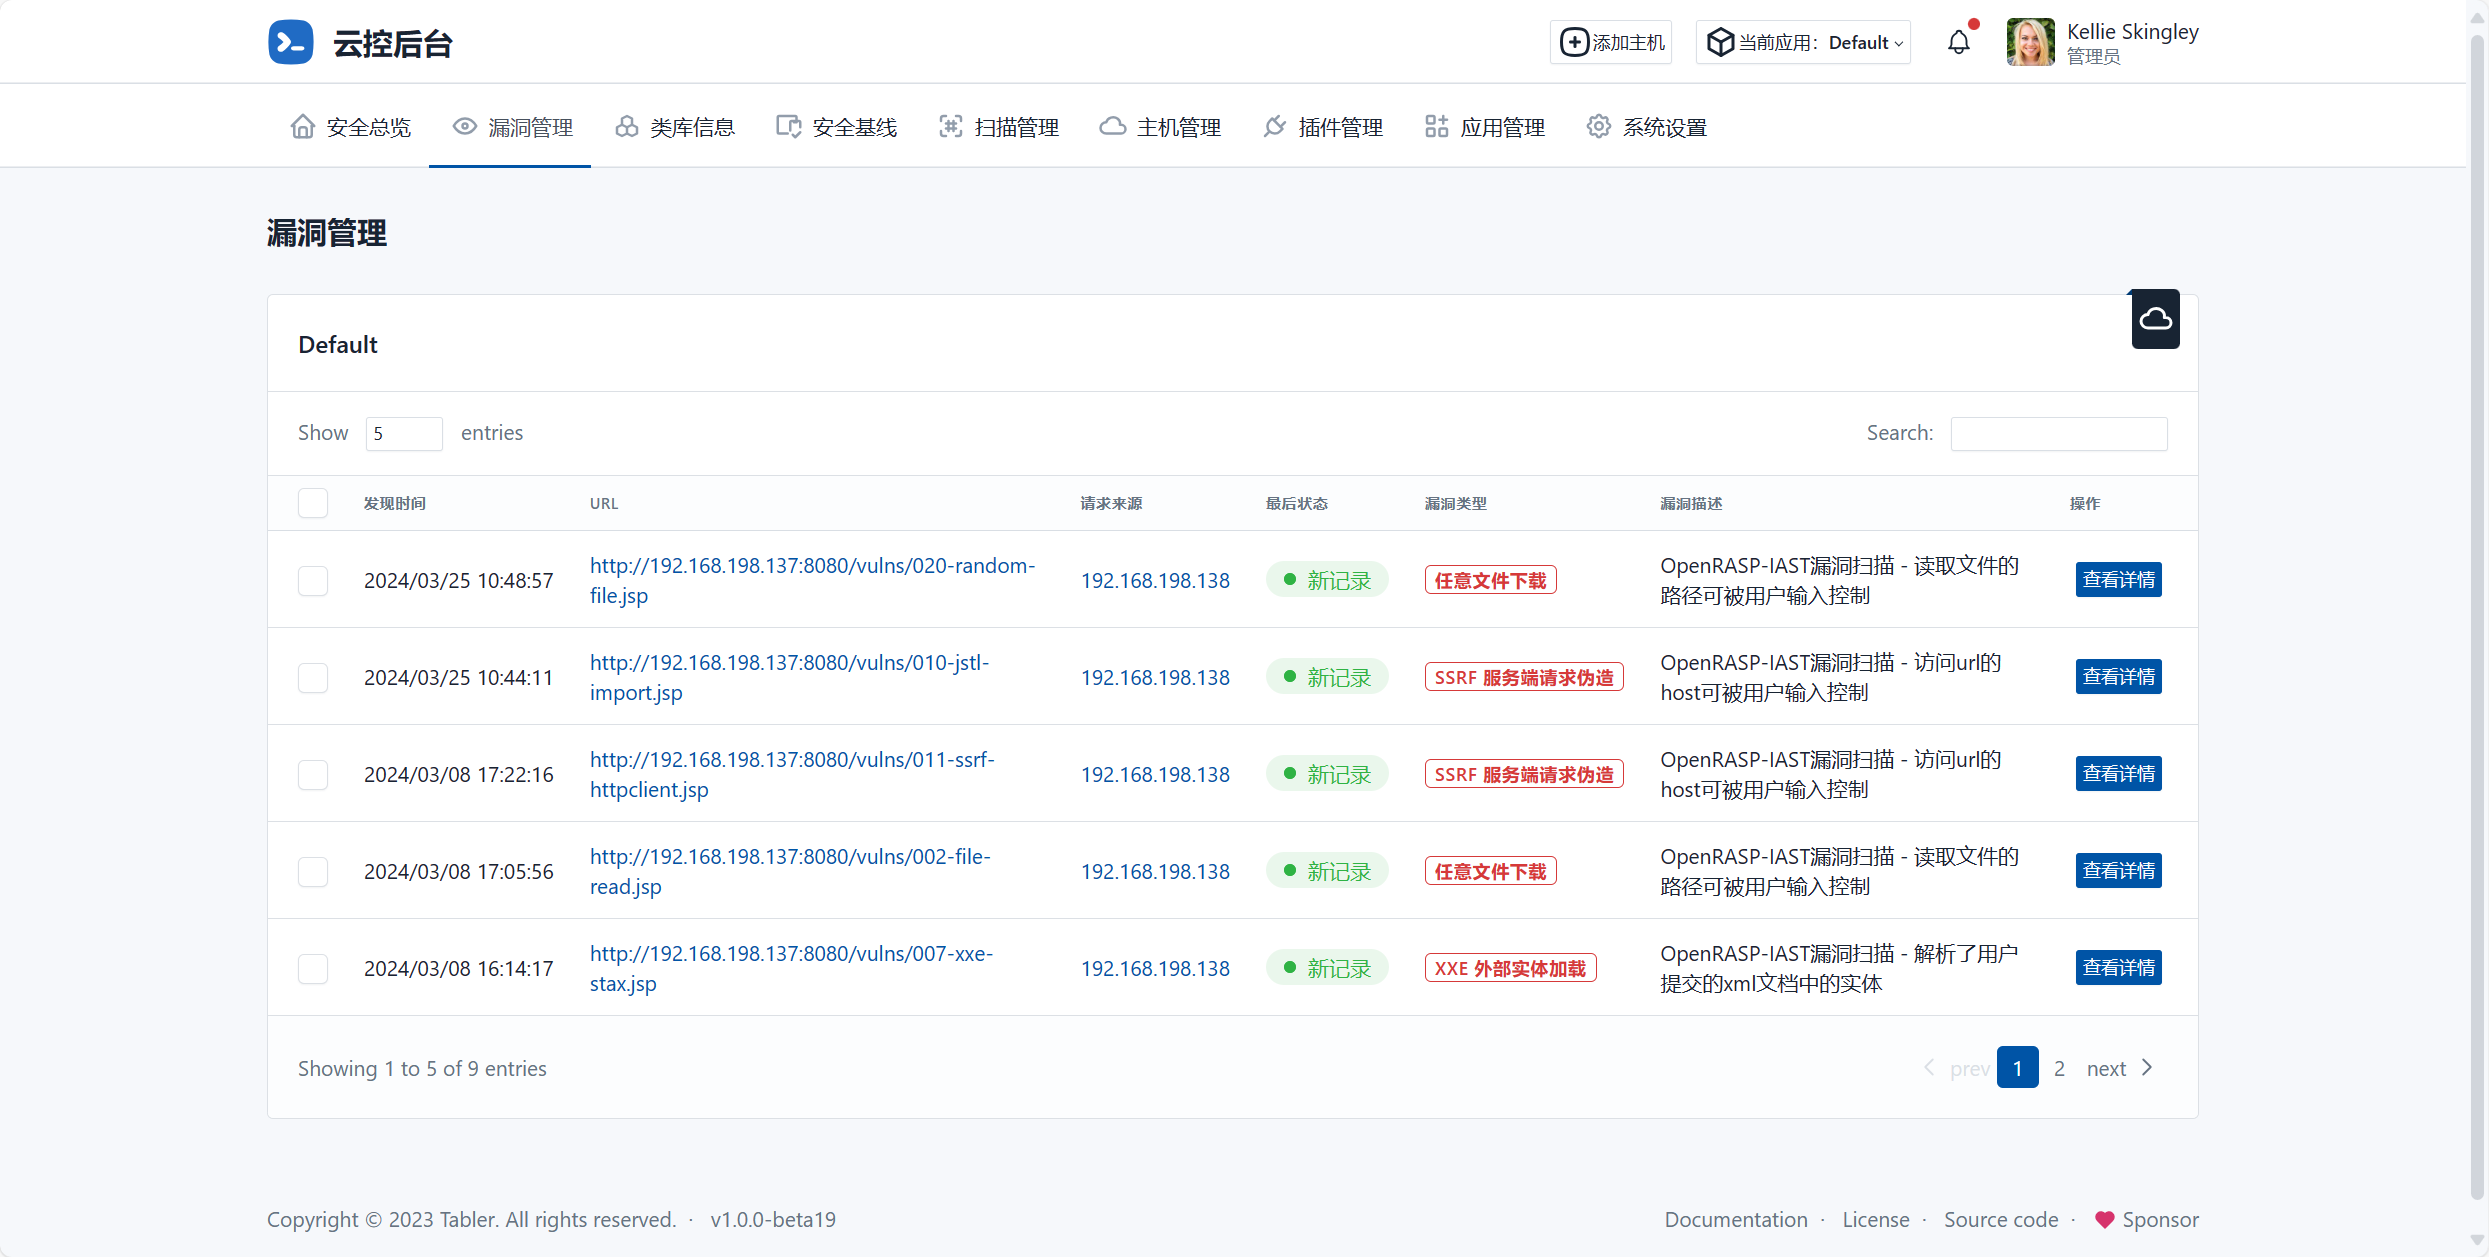 云控后台
添加主机
当前应用：Default
Kellie Skingley
管理员
安全总览 漏洞管理 类库信息 安全基线 扫描管理 主机管理 插件管理 应用管理 系统设置
漏洞管理
Default
Show 5 entries
Search:
发现时间 URL 请求来源 最后状态 漏洞类型 漏洞描述 操作
http://192.168.198.137:8080/vulns/020-random-
file.jsp
2024/03/25 10:48:57
192.168.198.138
新记录
任意文件下载
OpenRASP-IAST漏洞扫描 - 读取文件的
路径可被用户输入控制
查看详情
http://192.168.198.137:8080/vulns/010-jstl-
import.jsp
2024/03/25 10:44:11
192.168.198.138
新记录
SSRF 服务端请求伪造
OpenRASP-IAST漏洞扫描 - 访问url的
host可被用户输入控制
查看详情
http://192.168.198.137:8080/vulns/011-ssrf-
httpclient.jsp
2024/03/08 17:22:16
192.168.198.138
新记录
SSRF 服务端请求伪造
OpenRASP-IAST漏洞扫描 - 访问url的
host可被用户输入控制
查看详情
http://192.168.198.137:8080/vulns/002-file-
read.jsp
2024/03/08 17:05:56
192.168.198.138
新记录
任意文件下载
OpenRASP-IAST漏洞扫描 - 读取文件的
路径可被用户输入控制
查看详情
http://192.168.198.137:8080/vulns/007-xxe-
stax.jsp
2024/03/08 16:14:17
192.168.198.138
新记录
XXE 外部实体加载
OpenRASP-IAST漏洞扫描 - 解析了用户
提交的xml文档中的实体
查看详情
Showing 1 to 5 of 9 entries
prev 1 2 next
Copyright © 2023 Tabler. All rights reserved. · v1.0.0-beta19
Documentation · License · Source code · Sponsor